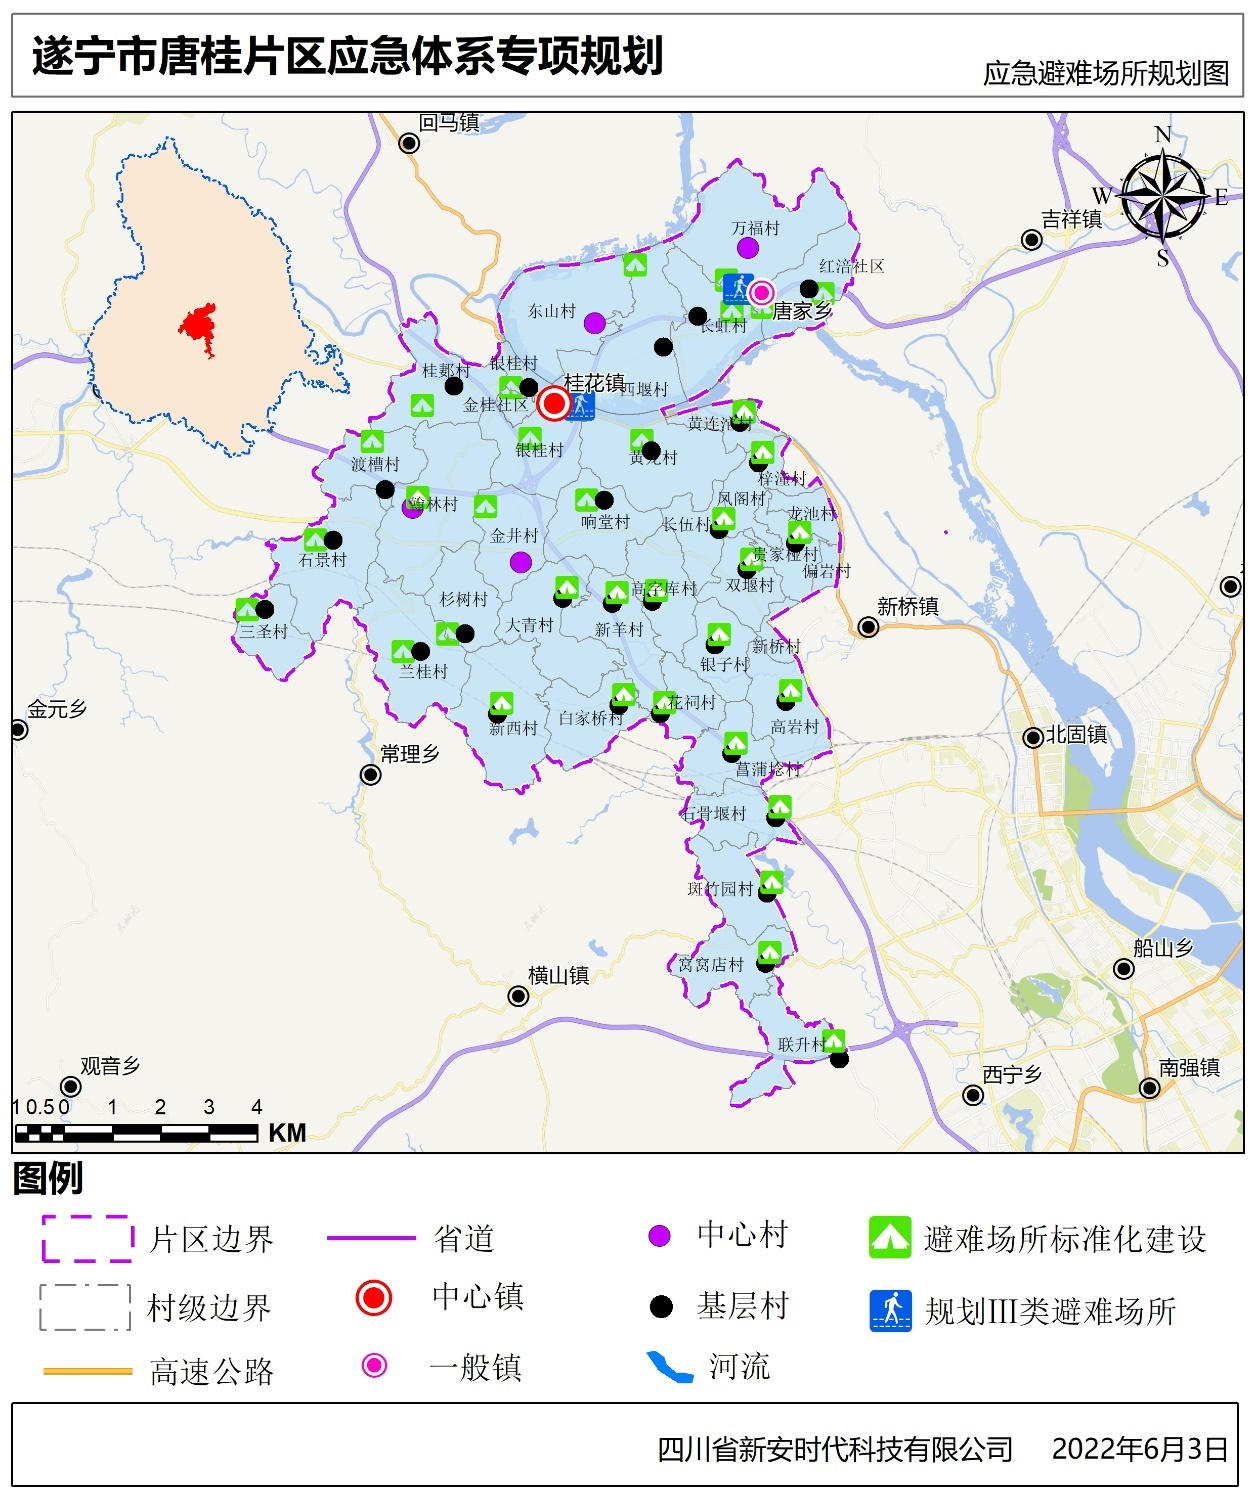 遂宁市唐桂片区应急体系专项规划
应急避难场所规划图
回马镇
N
W
E
S
吉祥镇
万福村
红涪社区
东山村
唐家乡
长虹村
银桂村
桂郪村
桂花镇
西堰村
金桂社区
黄连沱村
银桂村
黄龙村
渡槽村
梓潼村
翰林村
凤阁村
龙池村
响堂村
长伍村
金井村
石景村
贵家桠村
偏岩村
双堰村
高字库村
杉树村
新桥镇
大青村
新羊村
三圣村
新桥村
银子村
兰桂村
金元乡
白家桥村
花祠村
新西村
高岩村
北固镇
常理乡
菖蒲埝村
石骨堰村
斑竹园村
船山乡
窝窝店村
横山镇
联升村
观音乡
西宁乡
南强镇
1 0.5 0 1 2 3 4
KM
图例
片区边界
省道
中心村
避难场所标准化建设
村级边界
中心镇
基层村
规划III类避难场所
高速公路
一般镇
河流
四川省新安时代科技有限公司 2022年6月3日